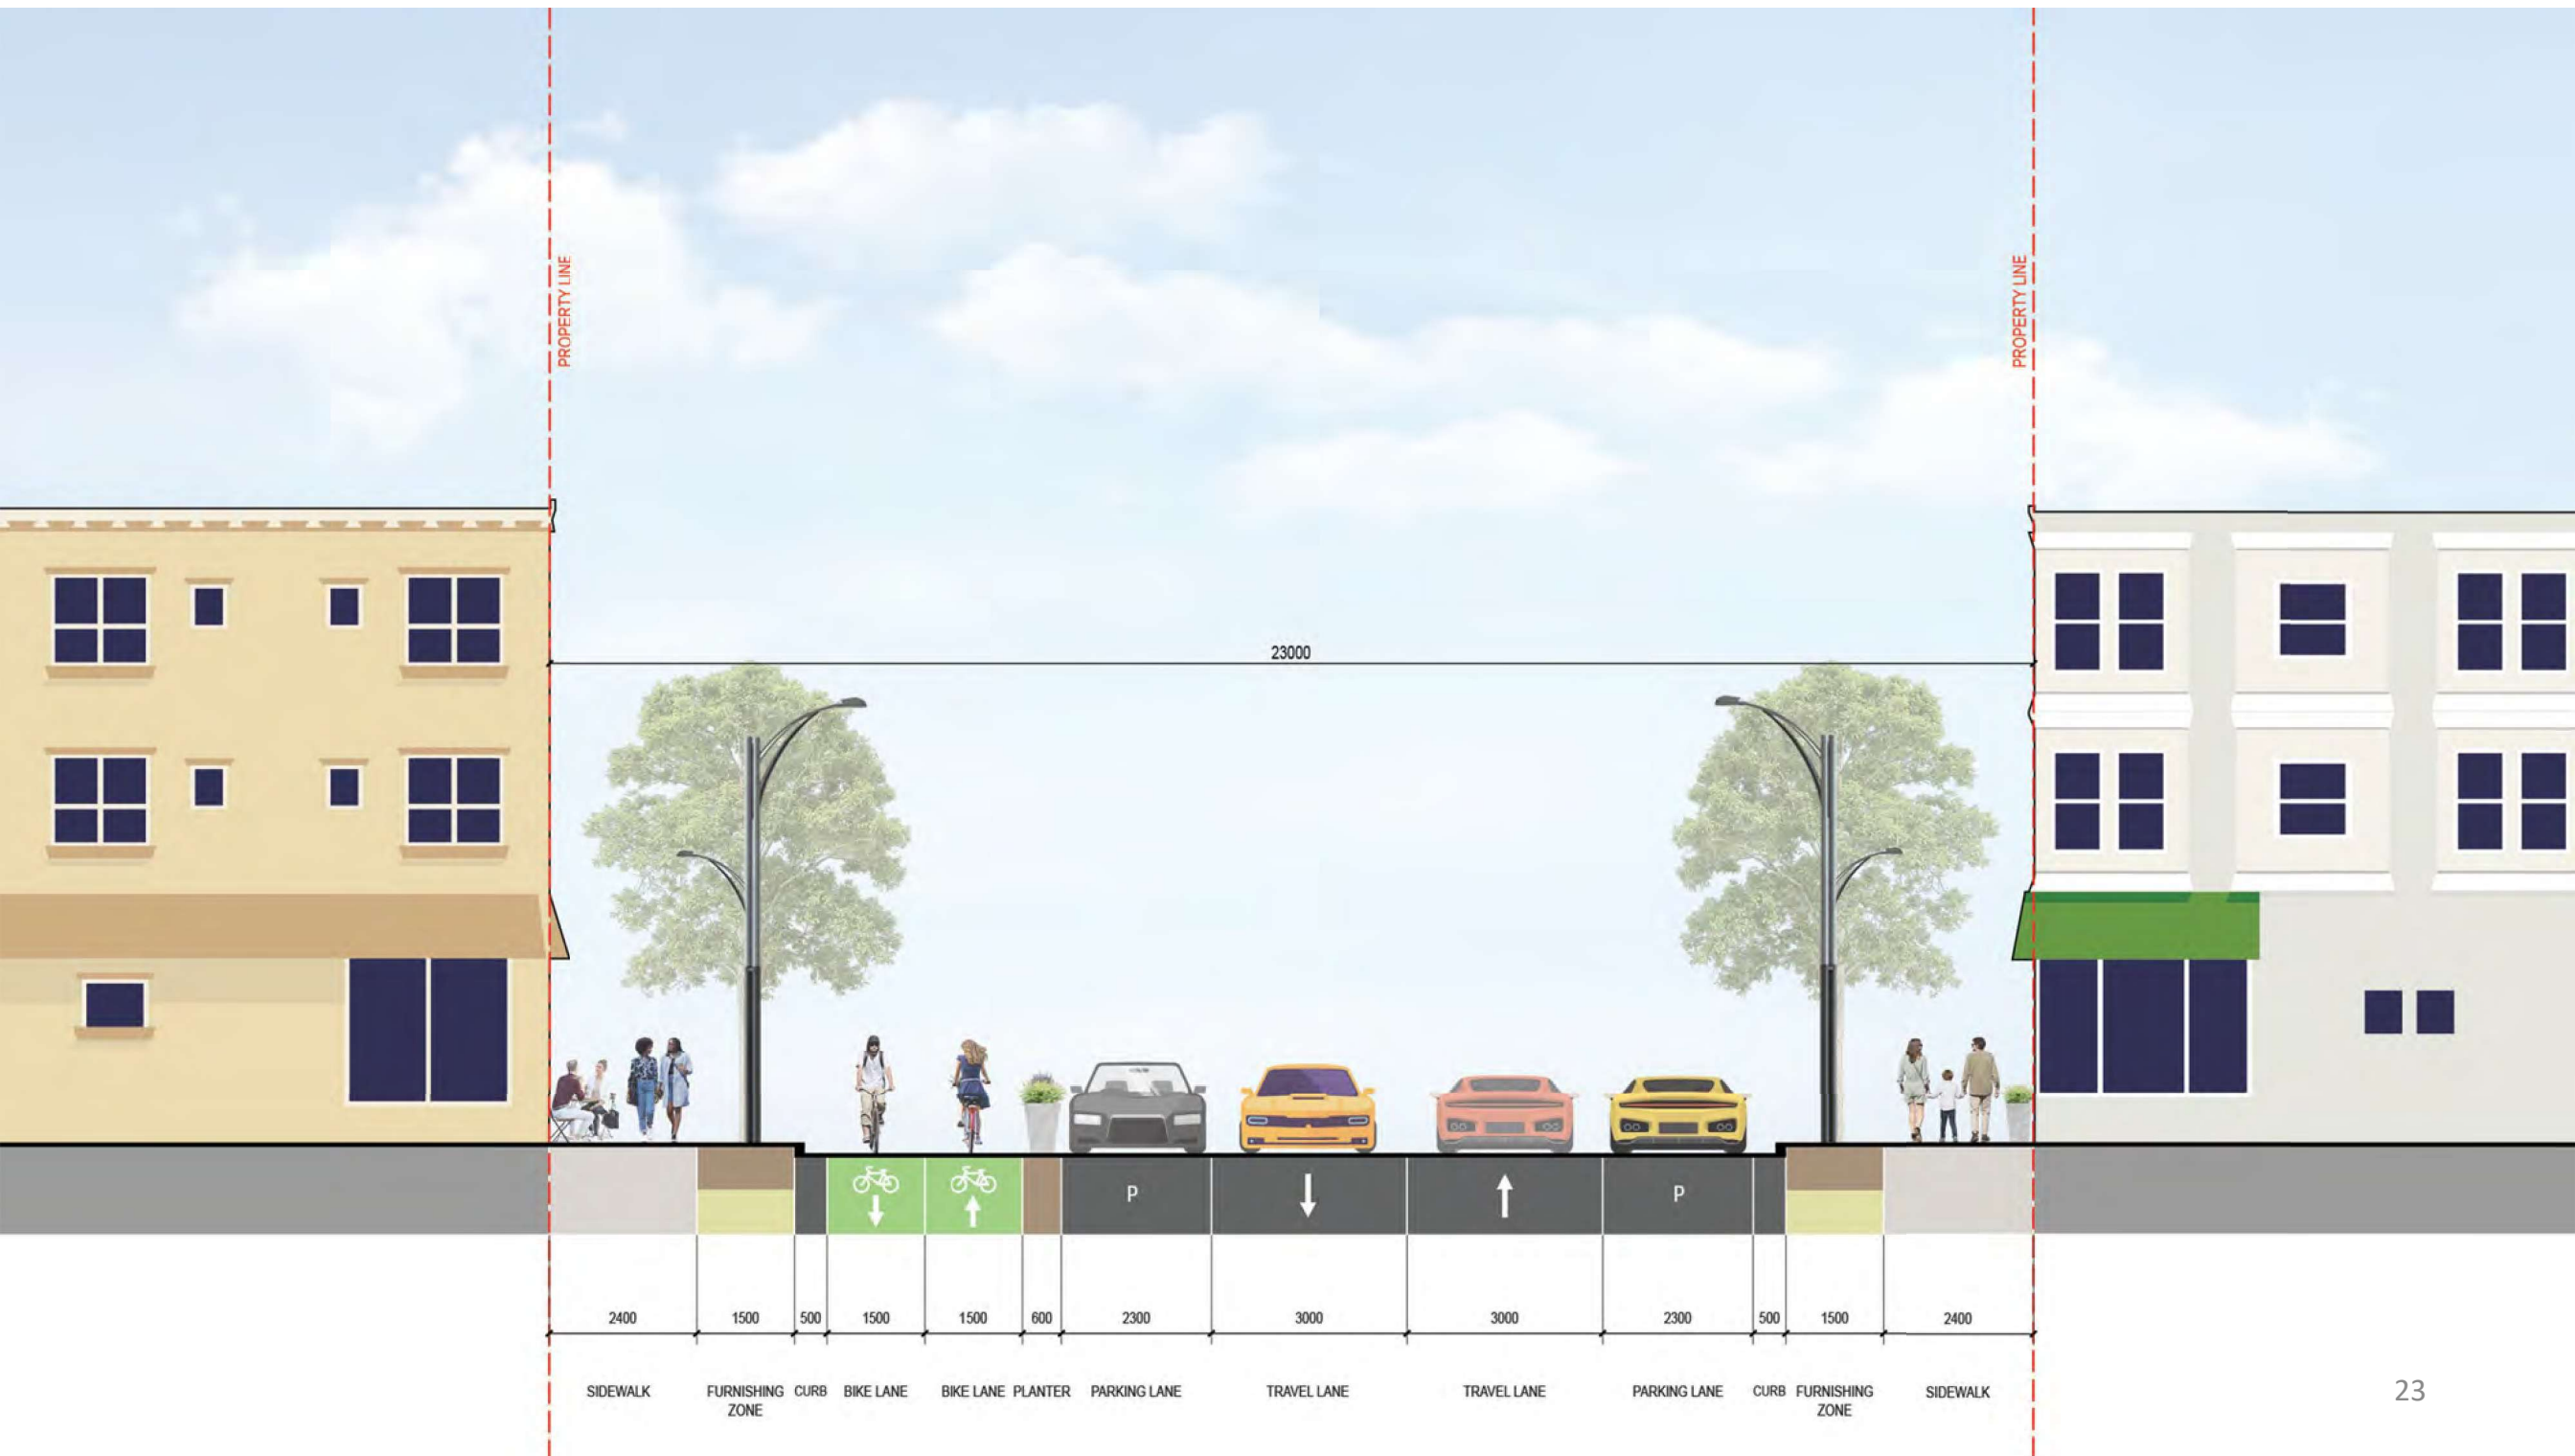 PROPERTY LINE
PROPERTY LINE
23000
P
P
2400 1500 500 1500 1500 600 2300 3000 3000 2300 500 1500 2400
SIDEWALK FURNISHING CURB BIKE LANE BIKE LANE PLANTER PARKING LANE TRAVEL LANE TRAVEL LANE PARKING LANE CURB FURNISHING SIDEWALK
ZONE ZONE
23